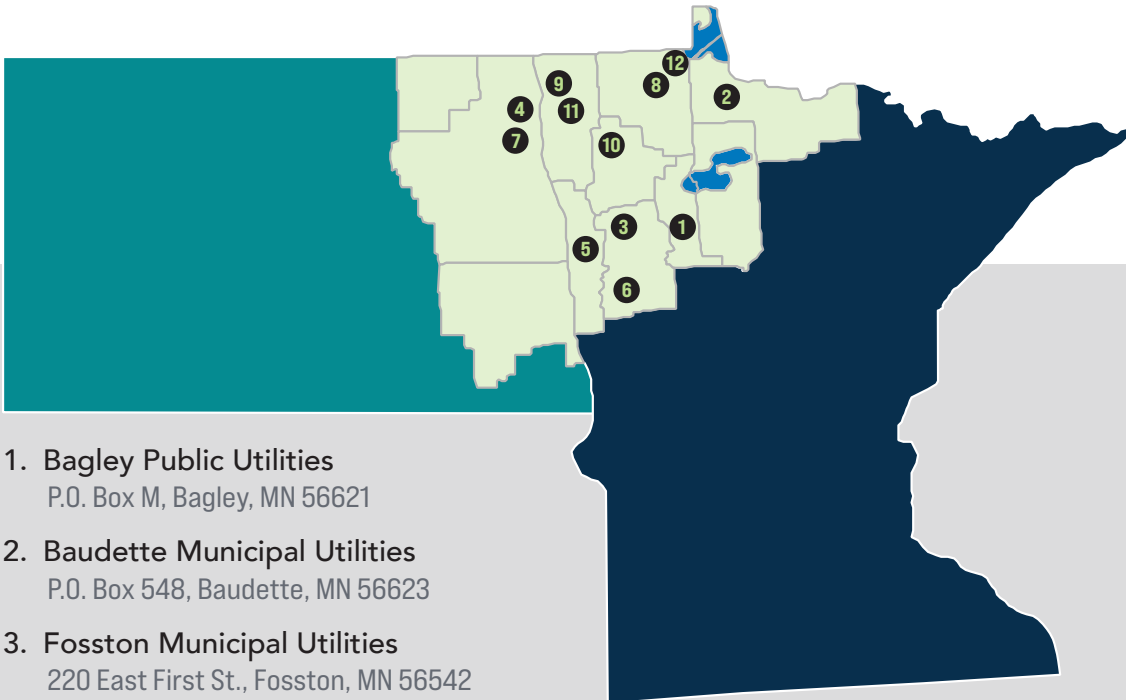 12
9
8
2
4
11
7
10
3
1
5
6
1. Bagley Public Utilities
P.O. Box M, Bagley, MN 56621
2. Baudette Municipal Utilities
P.O. Box 548, Baudette, MN 56623
3. Fosston Municipal Utilities
220 East First St., Fosston, MN 56542